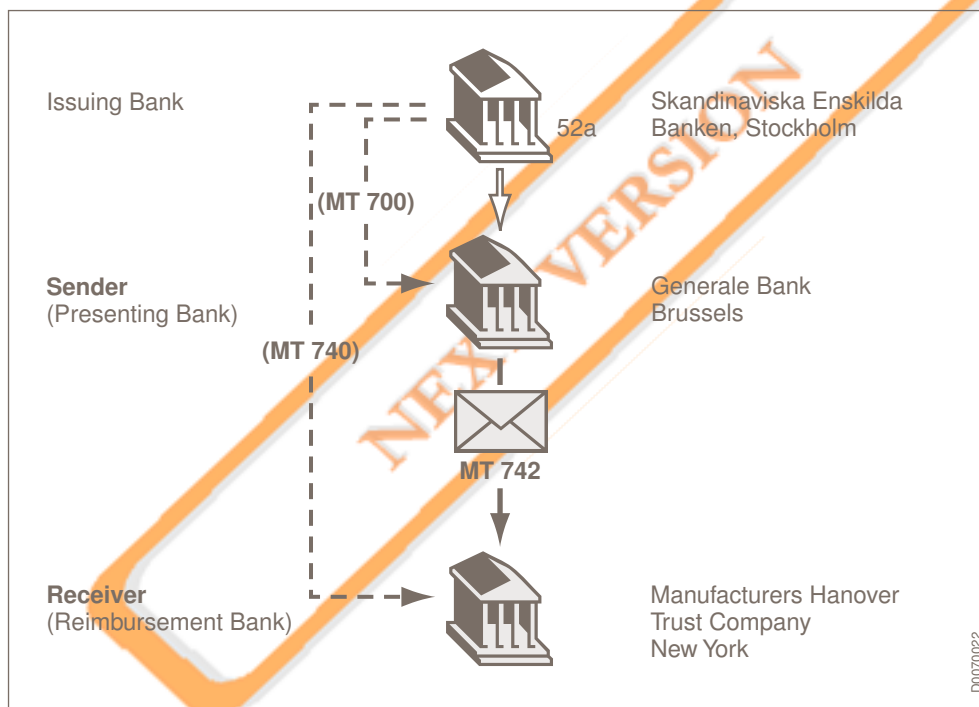 Issuing Bank
52a
Skandinaviska Enskilda
Banken, Stockholm
(MT 700)
Sender
(Presenting Bank)
Generale Bank
Brussels
(MT 740)
MT 742
Receiver
(Reimbursement Bank)
Manufacturers Hanover
Trust Company
New York
D0070022
NEXT VERSION